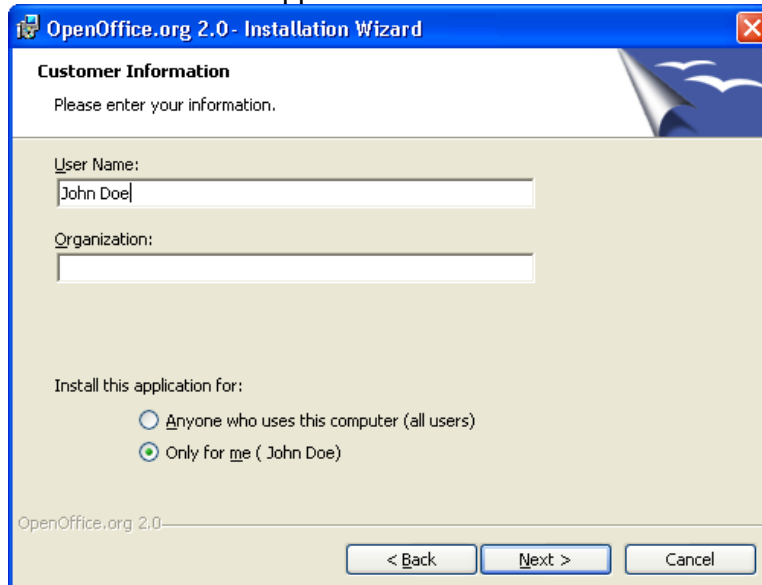 OpenOffice.org 2.0 - Installation Wizard
Customer Information
Please enter your information.
User Name:
John Doe
Organization:
Install this application for:
Anyone who uses this computer (all users)
Only for me ( John Doe)
OpenOffice.org 2.0
< Back Next > Cancel